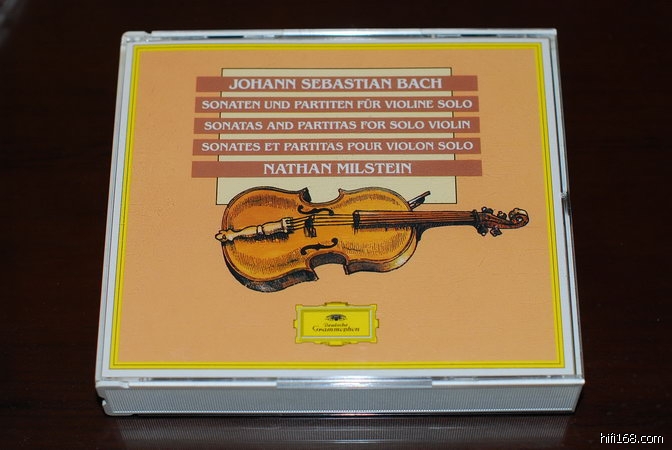 JOHANN SEBASTIAN BACH
SONATEN UND PARTITEN FÜR VIOLINE SOLO
SONATAS AND PARTITAS FOR SOLO VIOLIN
SONATES ET PARTITAS POUR VIOLON SOLO
NATHAN MILSTEIN
Deutsche
Grammophon
hifi168.com